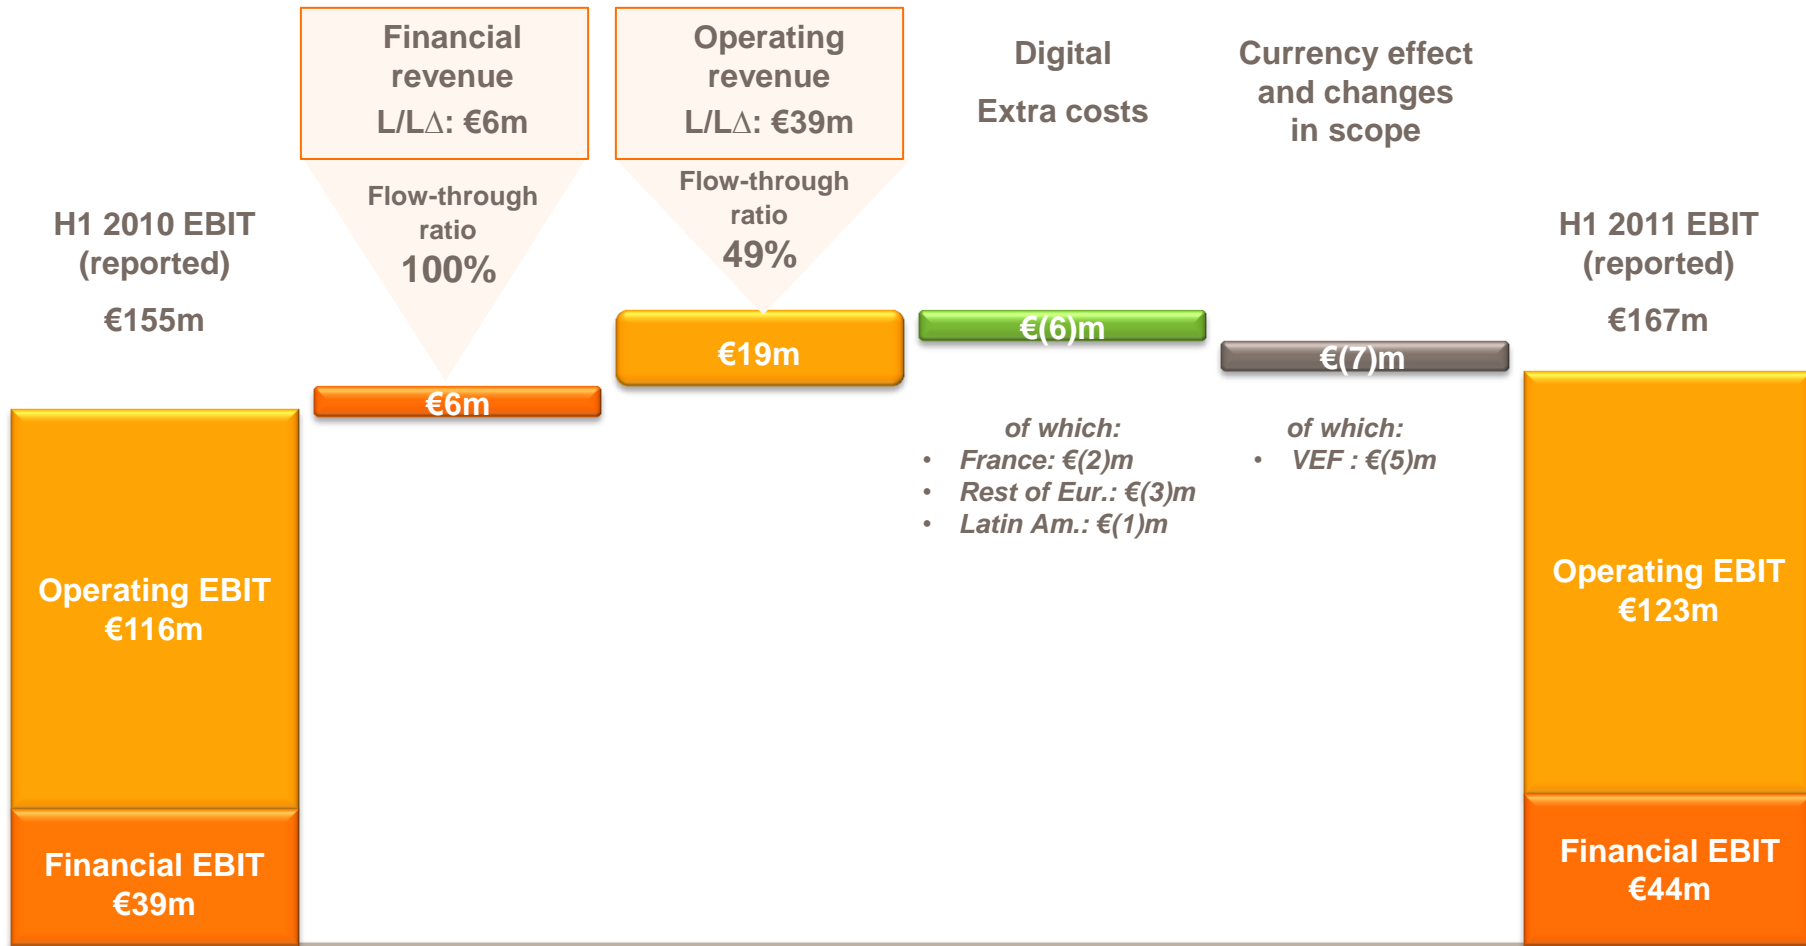 Financial
revenue
L/L∆: €6m
Flow-through
ratio
100%
Operating
revenue
L/L∆: €39m
Flow-through
ratio
49%
Digital
Extra costs
Currency effect
and changes
in scope
H1 2010 EBIT
(reported)
€155m
H1 2011 EBIT
(reported)
€167m
€6m
€19m
€(6)m
€(7)m
of which:
• France: €(2)m
• Rest of Eur.: €(3)m
• Latin Am.: €(1)m
of which:
• VEF : €(5)m
Operating EBIT
€116m
Financial EBIT
€39m
Operating EBIT
€123m
Financial EBIT
€44m